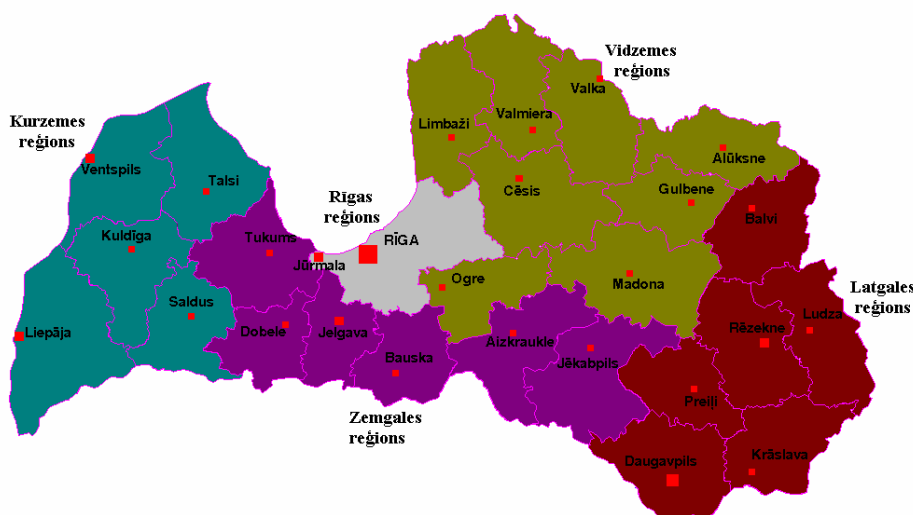 Vidzemes
reģions
Valka
Kurzemes
reģions
Limbaži
Valmiera
Alūksne
Ventspils
Talsi
Cēsis
Gulbene
Rīgas
reģions
Balvi
Kuldīga
Tukums
RĪGA
Jūrmala
Ogre
Madona
Latgales
reģions
Saldus
Liepāja
Dobele
Jelgava
Aizkraukle
Rēzekne
Ludza
Bauska
Jēkabpils
Preiļi
Zemgales
reģions
Daugavpils
Krāslava